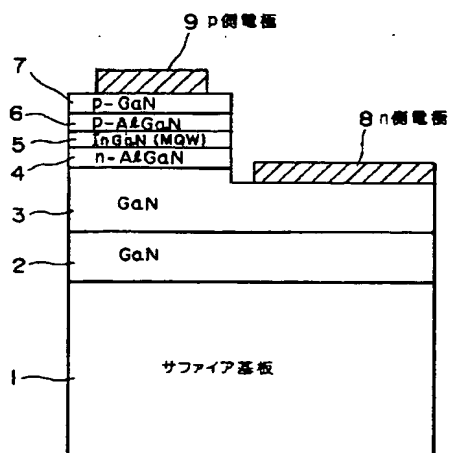 9 p側電極
7
p-GaN
6
p-AlGaN
8 n側電極
5
InGaN (MQW)
4
n-AlGaN
3
GaN
2
GaN
1
サファイア基板